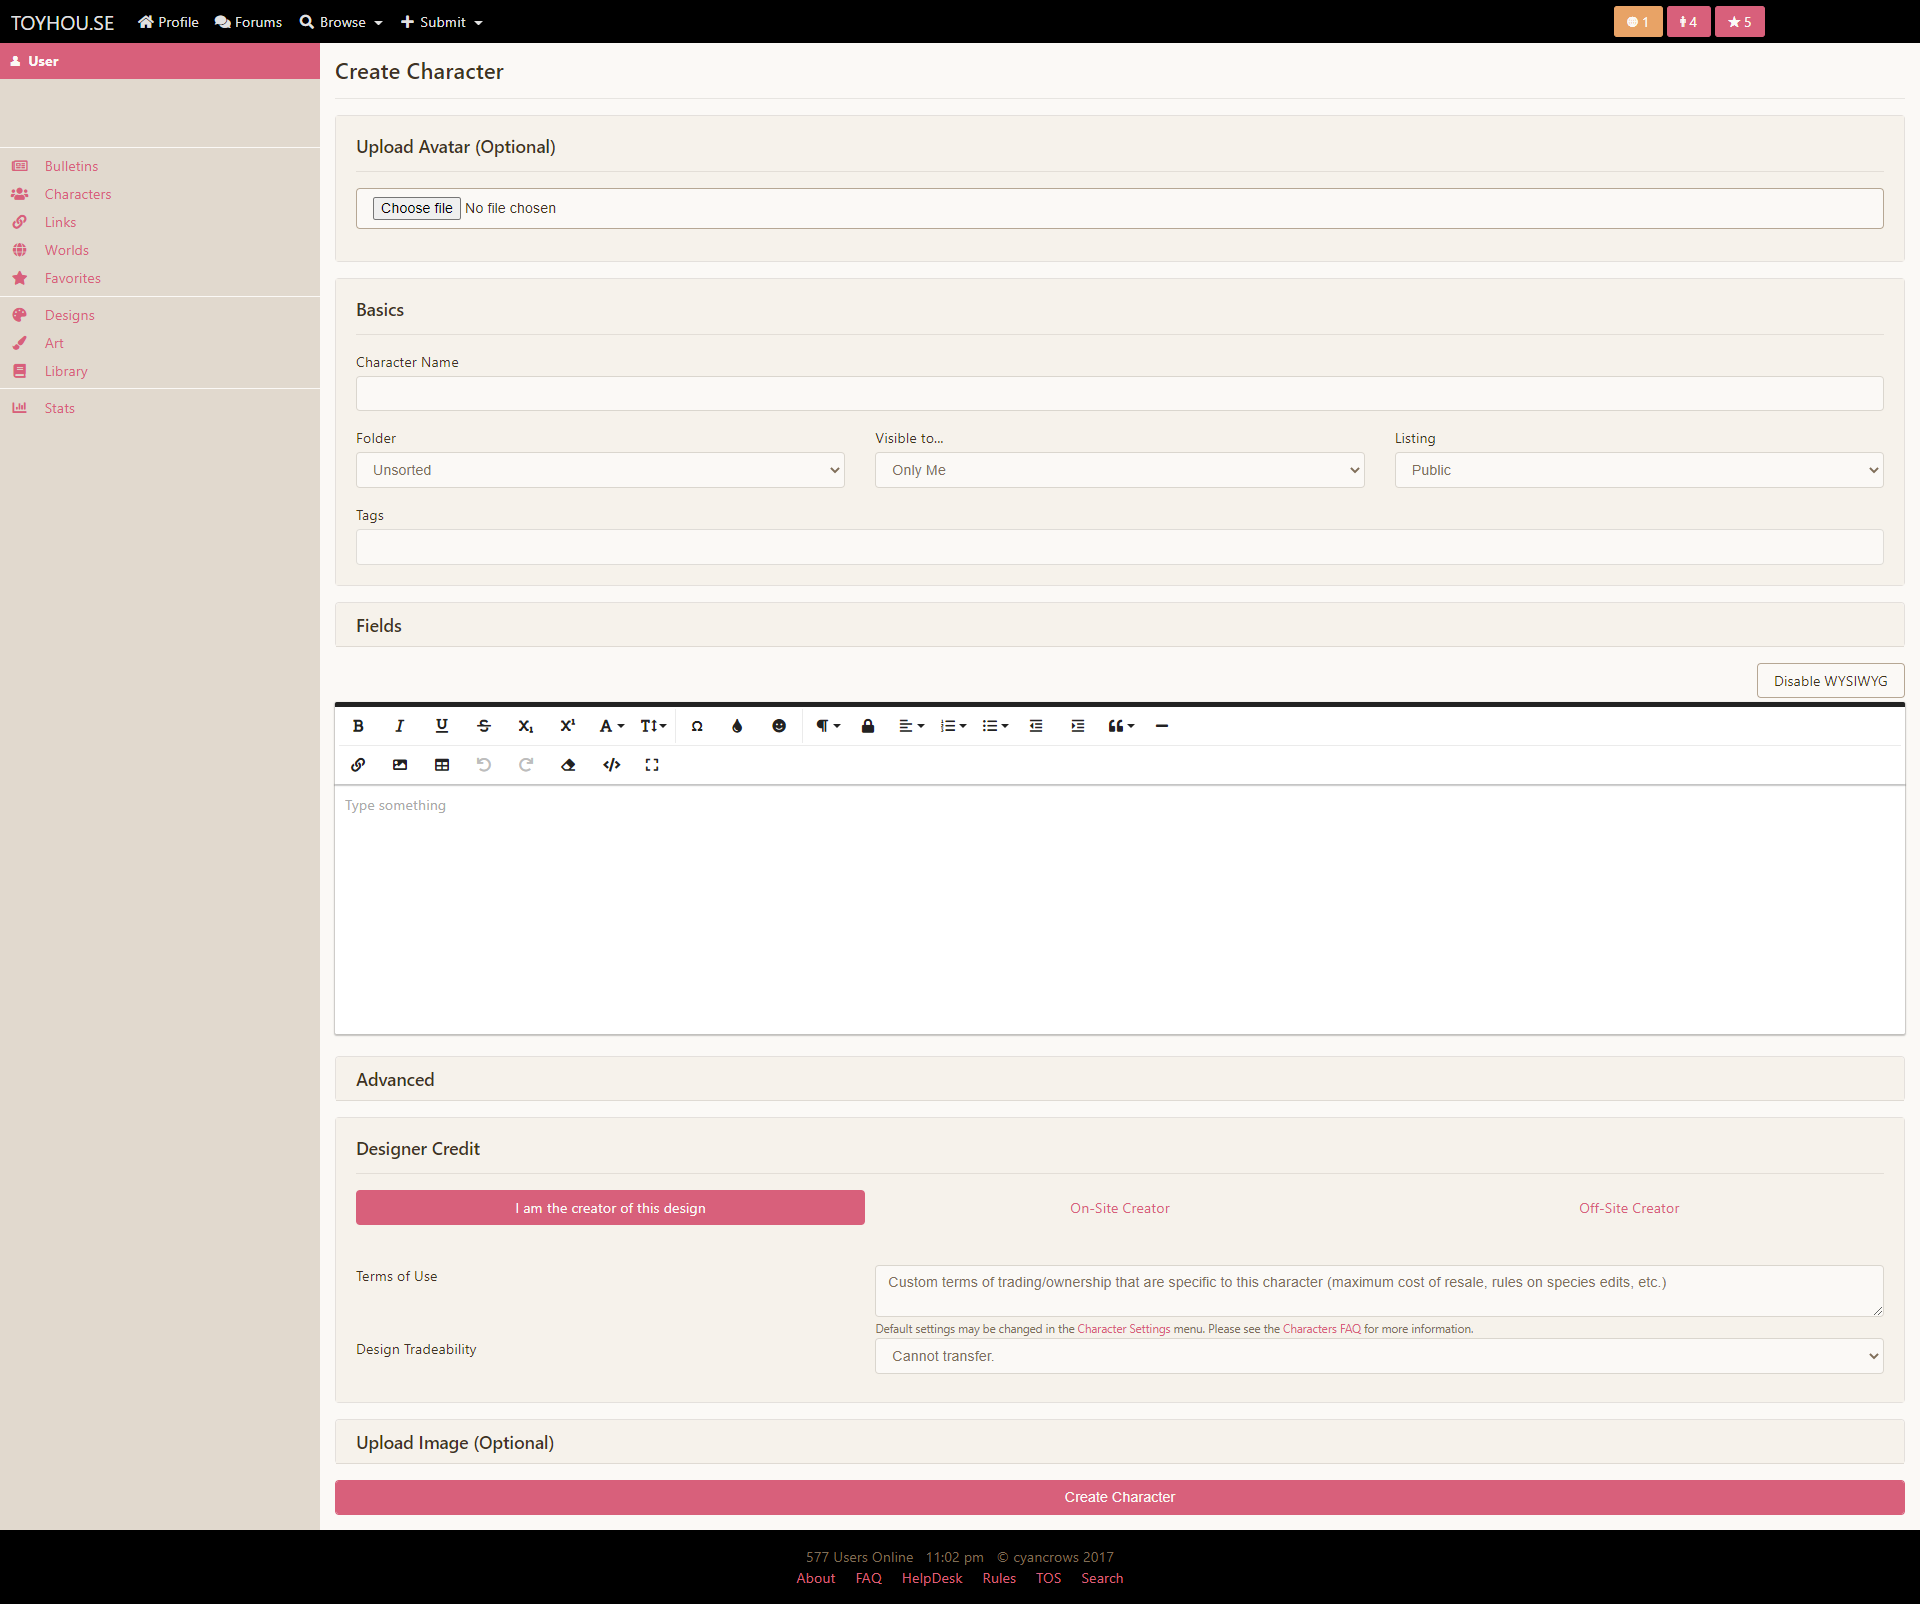 TOYHOU.SE Profile Forums Browse Submit 1 4 5
User
Bulletins
Characters
Links
Worlds
Favorites
Designs
Art
Library
Stats
Create Character
Upload Avatar (Optional)
Choose file No file chosen
Basics
Character Name
Folder Visible to... Listing
Unsorted Only Me Public
Tags
Fields
Disable WYSIWYG
Type something
Advanced
Designer Credit
I am the creator of this design On-Site Creator Off-Site Creator
Terms of Use
Custom terms of trading/ownership that are specific to this character (maximum cost of resale, rules on species edits, etc.)
Default settings may be changed in the Character Settings menu. Please see the Characters FAQ for more information.
Design Tradeability
Cannot transfer.
Upload Image (Optional)
Create Character
577 Users Online 11:02 pm © cyancrows 2017
About FAQ HelpDesk Rules TOS Search